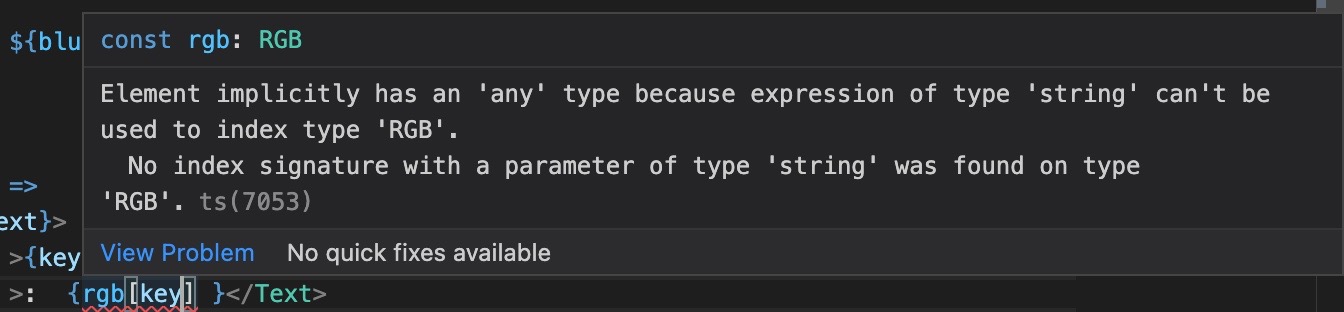 ${blu
const rgb: RGB
Element implicitly has an 'any' type because expression of type 'string' can't be
used to index type 'RGB'.
No index signature with a parameter of type 'string' was found on type
'RGB'. ts(7053)
=>
ext}>
View Problem No quick fixes available
>{key
>: {rgb[key] }</Text>